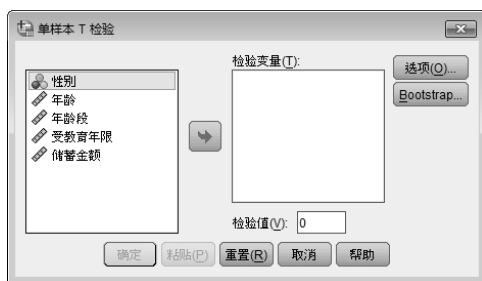 单样本 T 检验
性别
年龄
年龄段
受教育年限
储蓄金额
检验变量(T):
选项(O)...
Bootstrap...
检验值(V): 0
确定 粘贴(P) 重置(R) 取消 帮助